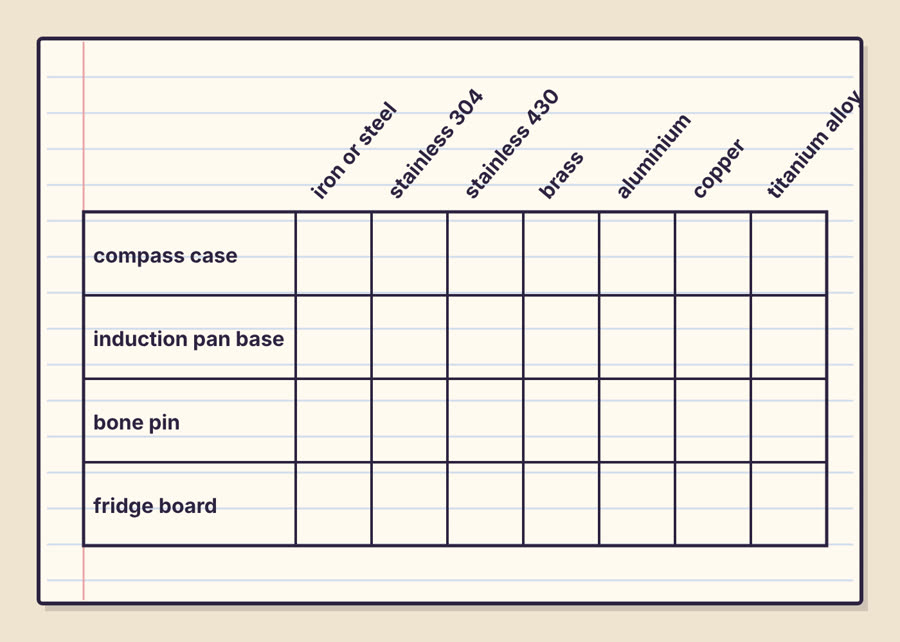 iron or steel
stainless 304
stainless 430
brass
aluminium
copper
titanium alloy
compass case
induction pan base
bone pin
fridge board